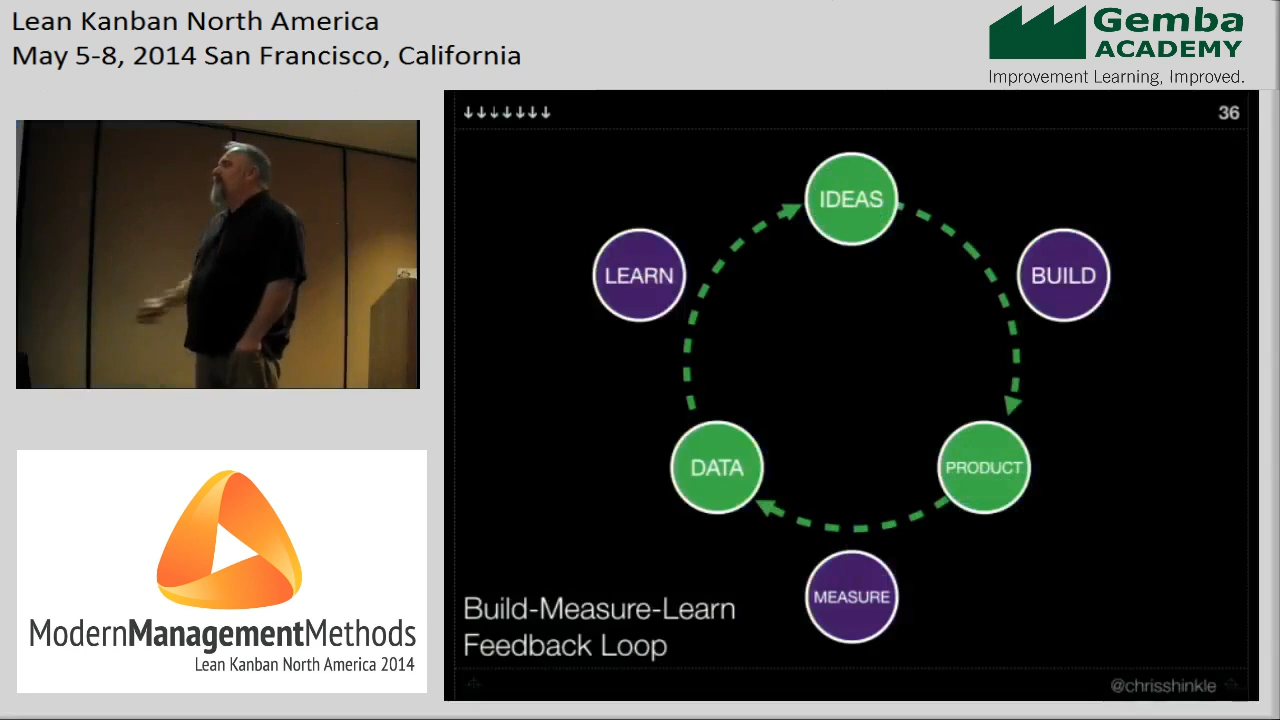 Lean Kanban North America
May 5-8, 2014 San Francisco, California
Gemba
ACADEMY
Improvement Learning, Improved.
36
IDEAS
LEARN
BUILD
DATA
PRODUCT
MEASURE
Build-Measure-Learn
Feedback Loop
@chrisshinkle
ModernManagementMethods
Lean Kanban North America 2014